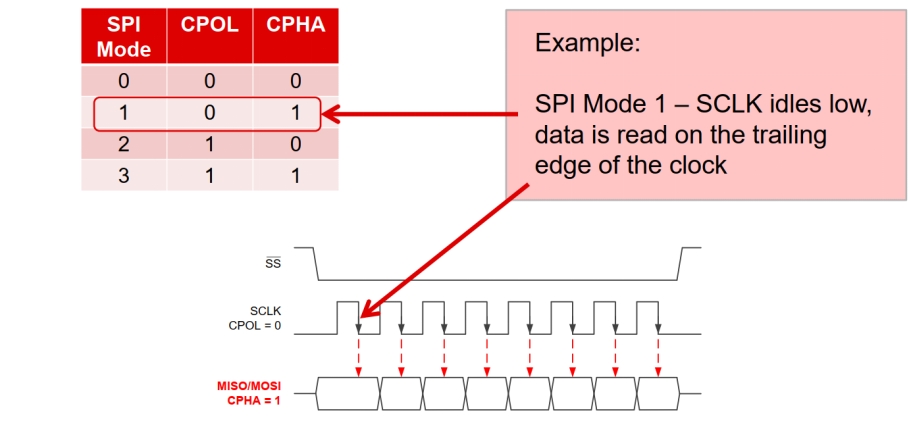 SPI Mode CPOL CPHA
0 0 0
1 0 1
2 1 0
3 1 1
Example:
SPI Mode 1 – SCLK idles low,
data is read on the trailing
edge of the clock
SS
SCLK
CPOL = 0
MISO/MOSI
CPHA = 1